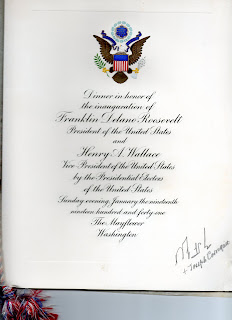 Dinner in honor of
the inauguration of
Franklin Delano Roosevelt
President of the United States
and
Henry A. Wallace
Vice-President of the United States
by the Presidential Electors
of the United States
Sunday evening, January the nineteenth
nineteen hundred and forty-one
The Mayflower
Washington
Joseph